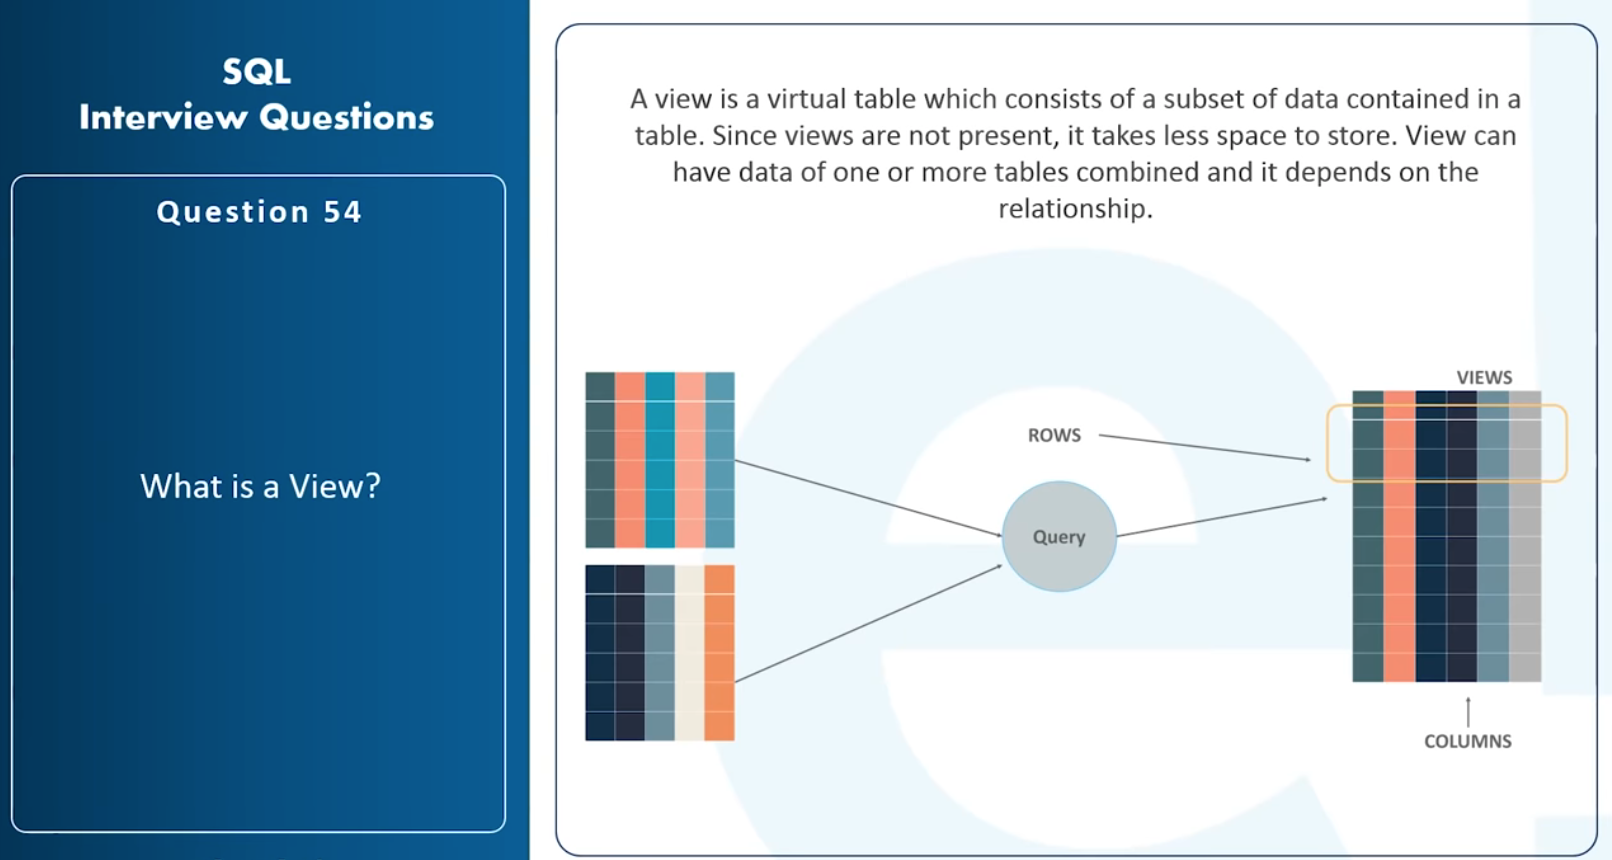 SQL
Interview Questions
Question 54
What is a View?
A view is a virtual table which consists of a subset of data contained in a
table. Since views are not present, it takes less space to store. View can
have data of one or more tables combined and it depends on the
relationship.
VIEWS
ROWS
Query
COLUMNS